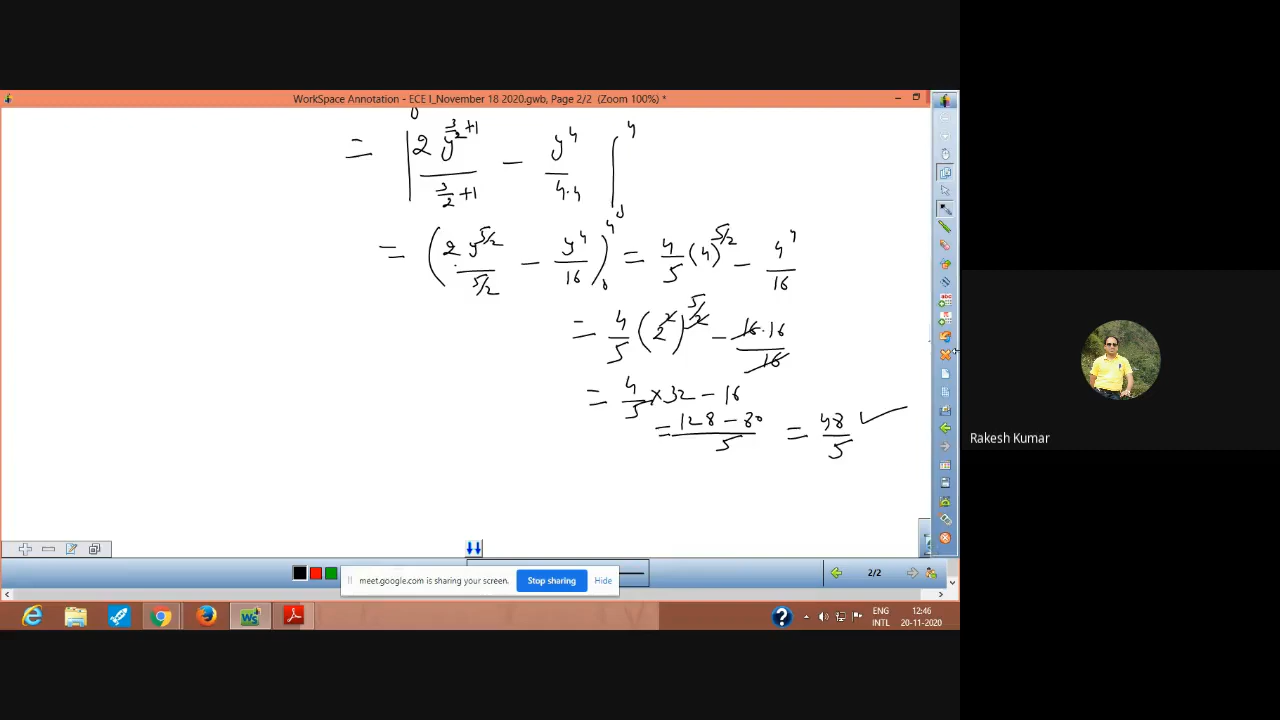 WorkSpace Annotation - ECE I_November 18 2020.gwb, Page 2/2 (Zoom 100%) *
0
= | 2 y^(3/2+1) / (3/2+1) - y^4 / 4·4 |_0^4
= ( 2 y^(5/2) / (5/2) - y^4 / 16 )_0^4 = 4/5 (4)^(5/2) - 4^4 / 16
= 4/5 (2^2)^(5/2) - 16·16 / 16
= 4/5 × 32 - 16
= 128 - 80 / 5 = 48/5 ✓
Rakesh Kumar
2/2
meet.google.com is sharing your screen. Stop sharing Hide
ENG 12:46
INTL 20-11-2020